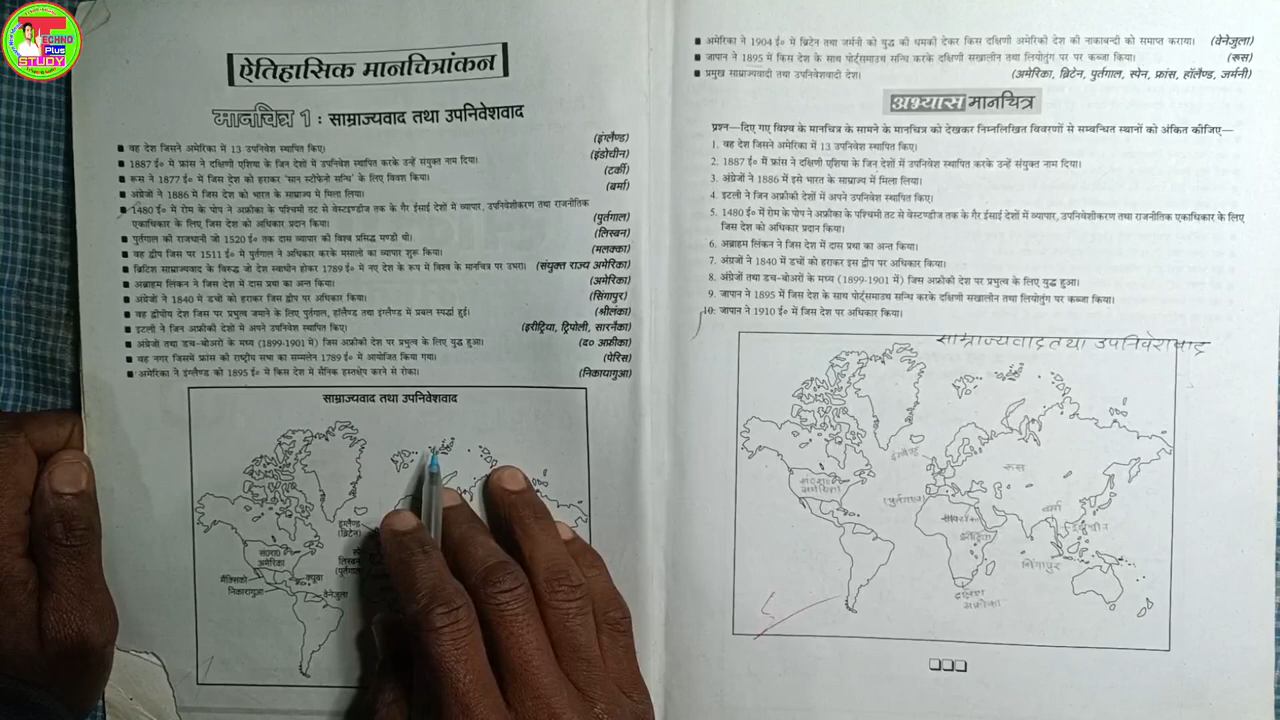 TECHNO
Plus
STUDY
ऐतिहासिक मानचित्रांकन
मानचित्र 1 : साम्राज्यवाद तथा उपनिवेशवाद
वह देश जिसने अमेरिका में 13 उपनिवेश स्थापित किए। (इंग्लैण्ड)
1887 ई० में फ्रांस ने दक्षिणी एशिया के जिन देशों में उपनिवेश स्थापित करके उन्हें संयुक्त नाम दिया। (इंडोचीन)
रूस ने 1877 ई० में जिस देश को हराकर ‘सान स्टीफेनो सन्धि’ के लिए विवश किया। (टर्की)
अंग्रेजों ने 1886 में जिस देश को भारत के साम्राज्य में मिला लिया। (बर्मा)
1480 ई० में रोम के पोप ने अफ्रीका के पश्चिमी तट से वेस्टइण्डीज तक के गैर ईसाई देशों में व्यापार, उपनिवेशीकरण तथा राजनीतिक
एकाधिकार के लिए जिस देश को अधिकार प्रदान किया। (पुर्तगाल)
पुर्तगाल की राजधानी जो 1520 ई० तक दास व्यापार की विश्व प्रसिद्ध मण्डी थी। (लिस्बन)
वह द्वीप जिस पर 1511 ई० में पुर्तगाल ने अधिकार करके मसालों का व्यापार शुरू किया। (मलक्का)
ब्रिटिश साम्राज्यवाद के विरुद्ध जो देश स्वाधीन होकर 1789 ई० में नए देश के रूप में विश्व के मानचित्र पर उभरा। (संयुक्त राज्य अमेरिका)
अब्राहम लिंकन ने जिस देश में दास प्रथा का अन्त किया। (अमेरिका)
अंग्रेजों ने 1840 में डचों को हराकर जिस द्वीप पर अधिकार किया। (सिंगापुर)
वह द्वीपीय देश जिस पर प्रभुत्व जमाने के लिए पुर्तगाल, हॉलैण्ड तथा इंग्लैण्ड में प्रबल स्पर्द्धा हुई। (श्रीलंका)
इटली ने जिन अफ्रीकी देशों में अपने उपनिवेश स्थापित किए। (इरीट्रिया, ट्रिपोली, सारनैका)
अंग्रेजों तथा डच-बोअरों के मध्य (1899-1901 में) जिस अफ्रीकी देश पर प्रभुत्व के लिए युद्ध हुआ। (द० अफ्रीका)
वह नगर जिसमें फ्रांस की राष्ट्रीय सभा का सम्मलेन 1789 ई० में आयोजित किया गया। (पेरिस)
अमेरिका ने इंग्लैण्ड को 1895 ई० में किस देश में सैनिक हस्तक्षेप करने से रोका। (निकारागुआ)
साम्राज्यवाद तथा उपनिवेशवाद
इंग्लैण्ड
(ब्रिटेन)
सं०रा०
अमेरिका
लिस्बन
(पुर्तगाल
मैक्सिको
क्यूबा
निकारागुआ
वेनेजुला
अमेरिका ने 1904 ई० में ब्रिटेन तथा जर्मनी को युद्ध की धमकी देकर किस दक्षिणी अमेरिकी देश की नाकाबन्दी को समाप्त कराया। (वेनेजुला)
जापान ने 1895 में किस देश के साथ पोर्ट्समाउथ सन्धि करके दक्षिणी सखालीन तथा लियोतुंग पर पर कब्जा किया। (रूस)
प्रमुख साम्राज्यवादी तथा उपनिवेशवादी देश। (अमेरिका, ब्रिटेन, पुर्तगाल, स्पेन, फ्रांस, हॉलैण्ड, जर्मनी)
अभ्यास मानचित्र
प्रश्न—दिए गए विश्व के मानचित्र के सामने के मानचित्र को देखकर निम्नलिखित विवरणों से सम्बन्धित स्थानों को अंकित कीजिए—
1. वह देश जिसने अमेरिका में 13 उपनिवेश स्थापित किए।
2. 1887 ई० में फ्रांस ने दक्षिणी एशिया के जिन देशों में उपनिवेश स्थापित करके उन्हें संयुक्त नाम दिया।
3. अंग्रेजों ने 1886 में इसे भारत के साम्राज्य में मिला लिया।
4. इटली ने जिन अफ्रीकी देशों में अपने उपनिवेश स्थापित किए।
5. 1480 ई० में रोम के पोप ने अफ्रीका के पश्चिमी तट से वेस्टइण्डीज तक के गैर ईसाई देशों में व्यापार, उपनिवेशीकरण तथा राजनीतिक एकाधिकार के लिए
जिस देश को अधिकार प्रदान किया।
6. अब्राहम लिंकन ने जिस देश में दास प्रथा का अन्त किया।
7. अंग्रजों ने 1840 में डचों को हराकर इस द्वीप पर अधिकार किया।
8. अंग्रेजों तथा डच-बोअरों के मध्य (1899-1901 में) जिस अफ्रीकी देश पर प्रभुत्व के लिए युद्ध हुआ।
9. जापान ने 1895 में जिस देश के साथ पोर्ट्समाउथ सन्धि करके दक्षिणी सखालीन तथा लियोतुंग पर कब्जा किया।
10. जापान ने 1910 ई० में जिस देश पर अधिकार किया।
साम्राज्यवाद तथा उपनिवेशवाद
इंग्लैण्ड
रूस
सं०रा०
अमेरिका
(पुर्तगाल)
बर्मा
सिंगापुर
दक्षिण
अफ्रीका